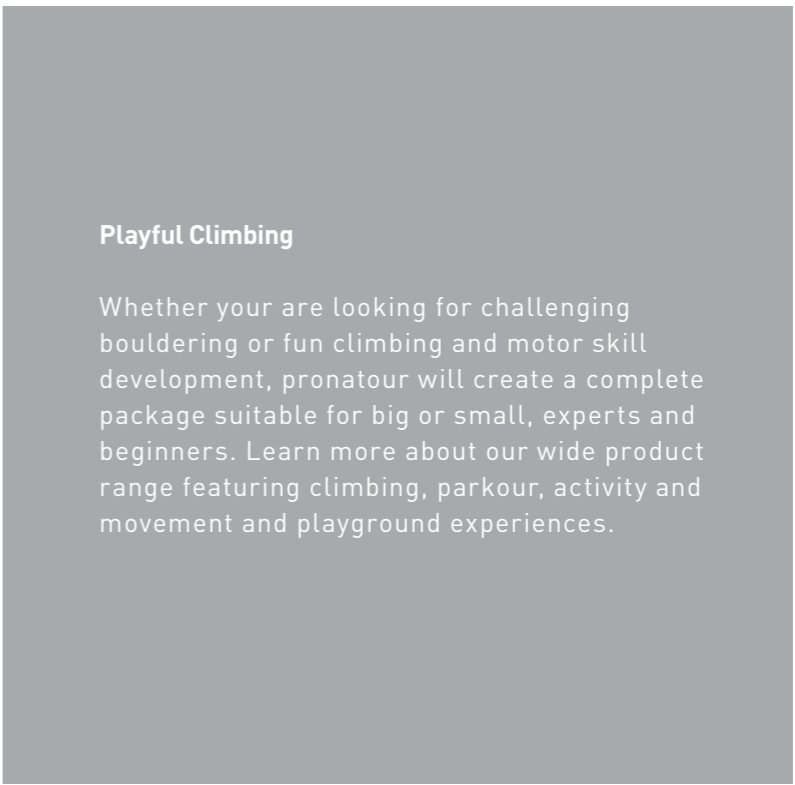 Playful Climbing
Whether your are looking for challenging
bouldering or fun climbing and motor skill
development, pronatour will create a complete
package suitable for big or small, experts and
beginners. Learn more about our wide product
range featuring climbing, parkour, activity and
movement and playground experiences.